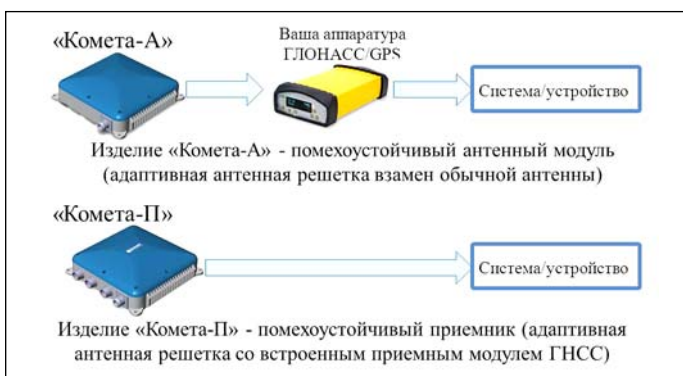 «Комета-А»
Ваша аппаратура
ГЛОНАСС/GPS
Система/устройство
Изделие «Комета-А» - помехоустойчивый антенный модуль
(адаптивная антенная решетка взамен обычной антенны)
«Комета-П»
Система/устройство
Изделие «Комета-П» - помехоустойчивый приемник (адаптивная
антенная решетка со встроенным приемным модулем ГНСС)